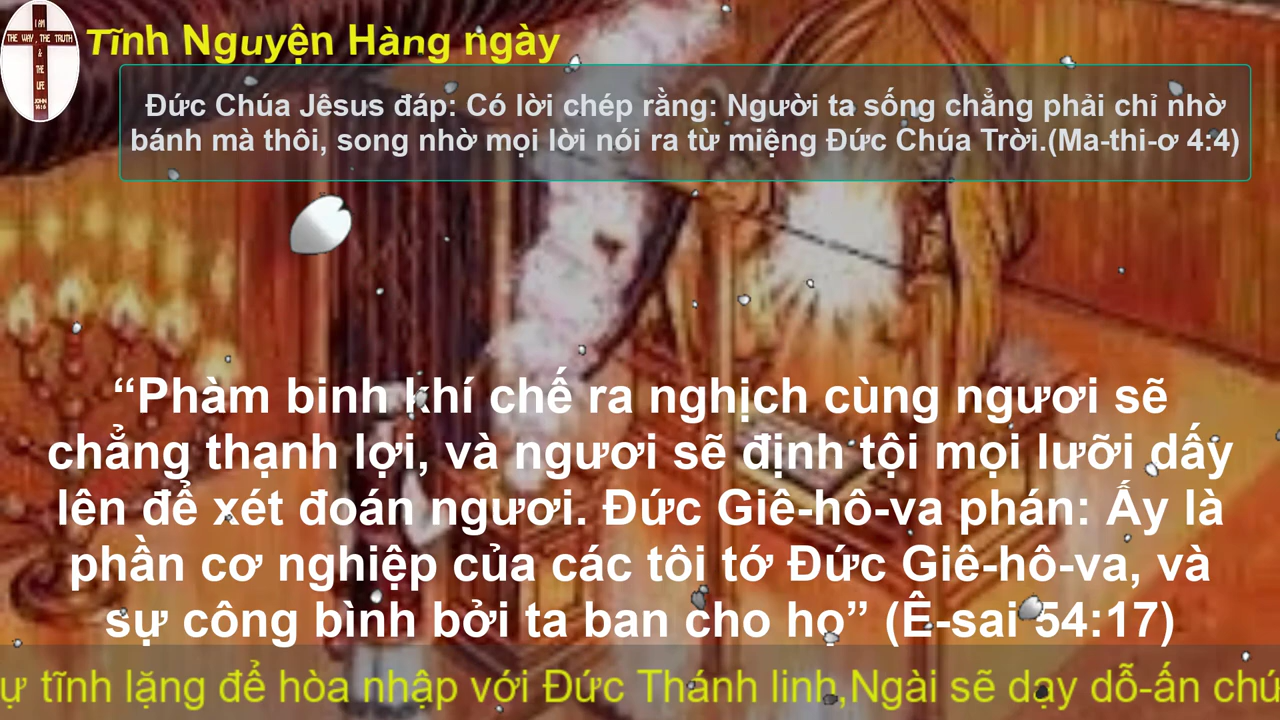 I AM
THE WAY, THE TRUTH
&
THE
LIFE
JOHN
14:6
Tĩnh Nguyện Hàng ngày
Đức Chúa Jêsus đáp: Có lời chép rằng: Người ta sống chẳng phải chỉ nhờ
bánh mà thôi, song nhờ mọi lời nói ra từ miệng Đức Chúa Trời.(Ma-thi-ơ 4:4)
“Phàm binh khí chế ra nghịch cùng ngươi sẽ
chẳng thạnh lợi, và ngươi sẽ định tội mọi lưỡi dấy
lên để xét đoán ngươi. Đức Giê-hô-va phán: Ấy là
phần cơ nghiệp của các tôi tớ Đức Giê-hô-va, và
sự công bình bởi ta ban cho họ” (Ê-sai 54:17)
ự tĩnh lặng để hòa nhập với Đức Thánh linh,Ngài sẽ dạy dỗ-ấn chú